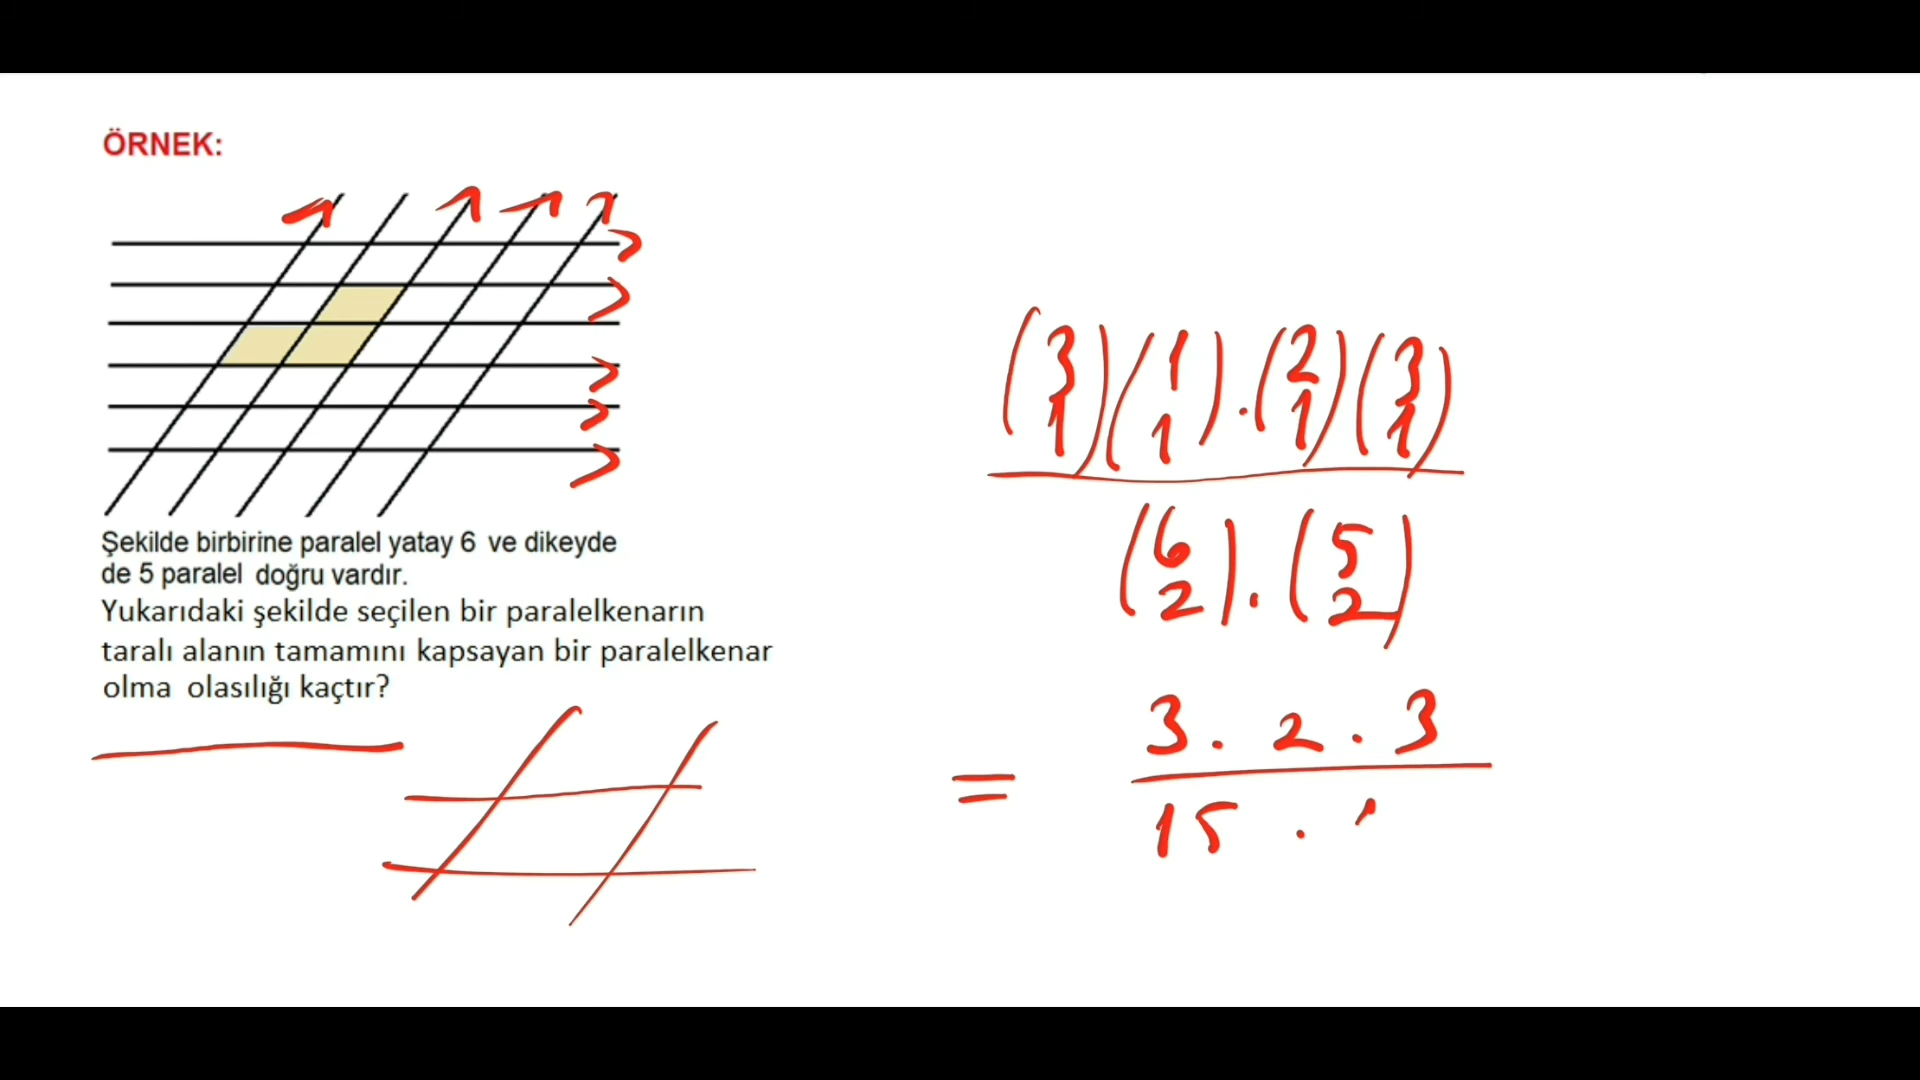 ÖRNEK:
Şekilde birbirine paralel yatay 6 ve dikeyde
de 5 paralel doğru vardır.
Yukarıdaki şekilde seçilen bir paralelkenarın
taralı alanın tamamını kapsayan bir paralelkenar
olma olasılığı kaçtır?
(3 1)(1 1).(2 1)(3 1)
(6 2).(5 2)
= 3.2.3
15.